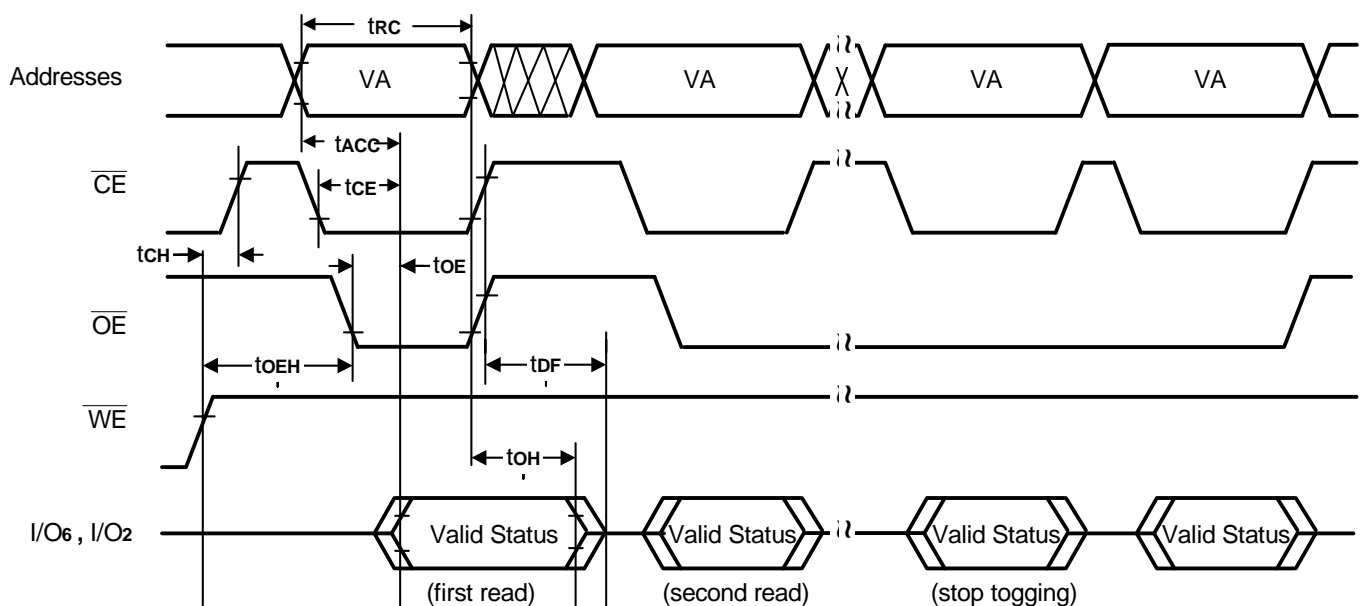 tRC
Addresses VA VA X VA VA
tACC
CE tCE
tCH tOE
OE
tOEH tDF
WE
tOH
I/O6 , I/O2 Valid Status Valid Status Valid Status Valid Status
(first read) (second read) (stop togging)